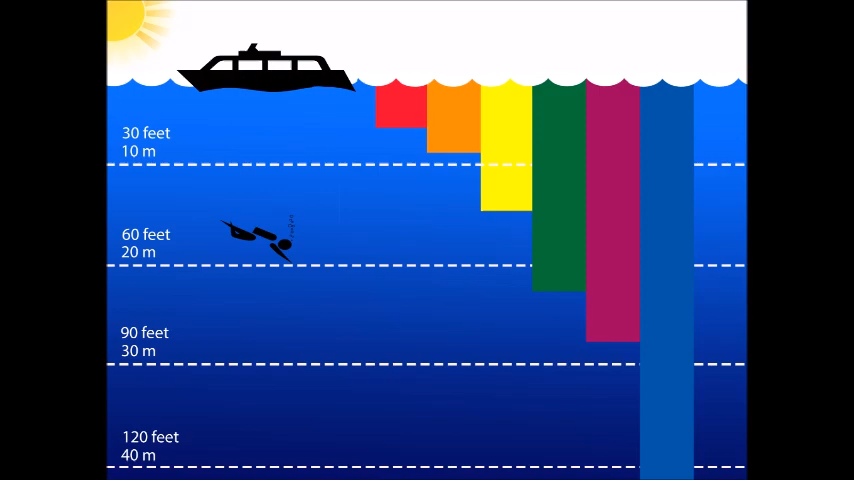 30 feet
10 m
60 feet
20 m
90 feet
30 m
120 feet
40 m